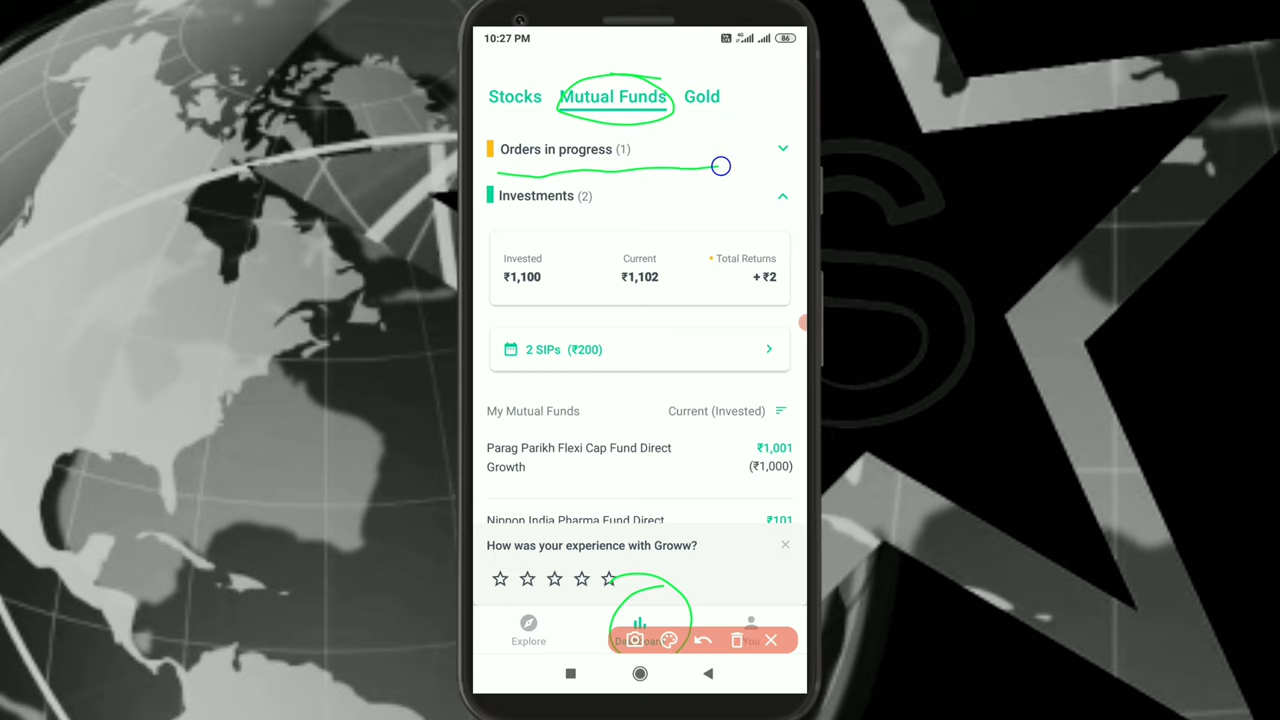 10:27 PM
86
Stocks Mutual Funds Gold
Orders in progress (1)
Investments (2)
Invested Current Total Returns
₹1,100 ₹1,102 + ₹2
2 SIPs (₹200)
My Mutual Funds Current (Invested)
Parag Parikh Flexi Cap Fund Direct ₹1,001
Growth (₹1,000)
Nippon India Pharma Fund Direct ₹101
How was your experience with Groww?
Explore You